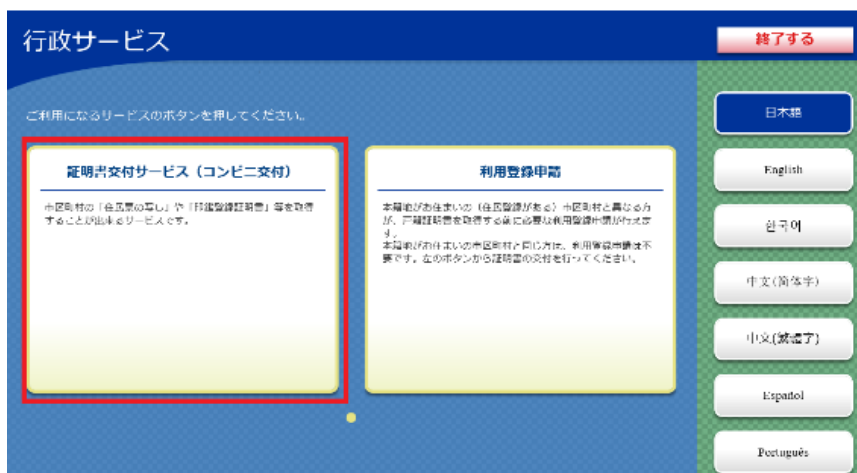 行政サービス
終了する
ご利用になるサービスのボタンを押してください。
証明書交付サービス（コンビニ交付）
市区町村の「住民票の写し」や「印鑑登録証明書」等を取得
することが出来るサービスです。
利用登録申請
本籍地がお住まいの（住民登録がある）市区町村と異なる方
が、戸籍証明書を取得する前に必要な利用登録申請が行えま
す。
本籍地がお住まいの市区町村と同じ方は、利用登録申請は不
要です。左のボタンから証明書の交付を行ってください。
日本語
English
한국어
中文(简体字)
中文(繁體字)
Español
Português